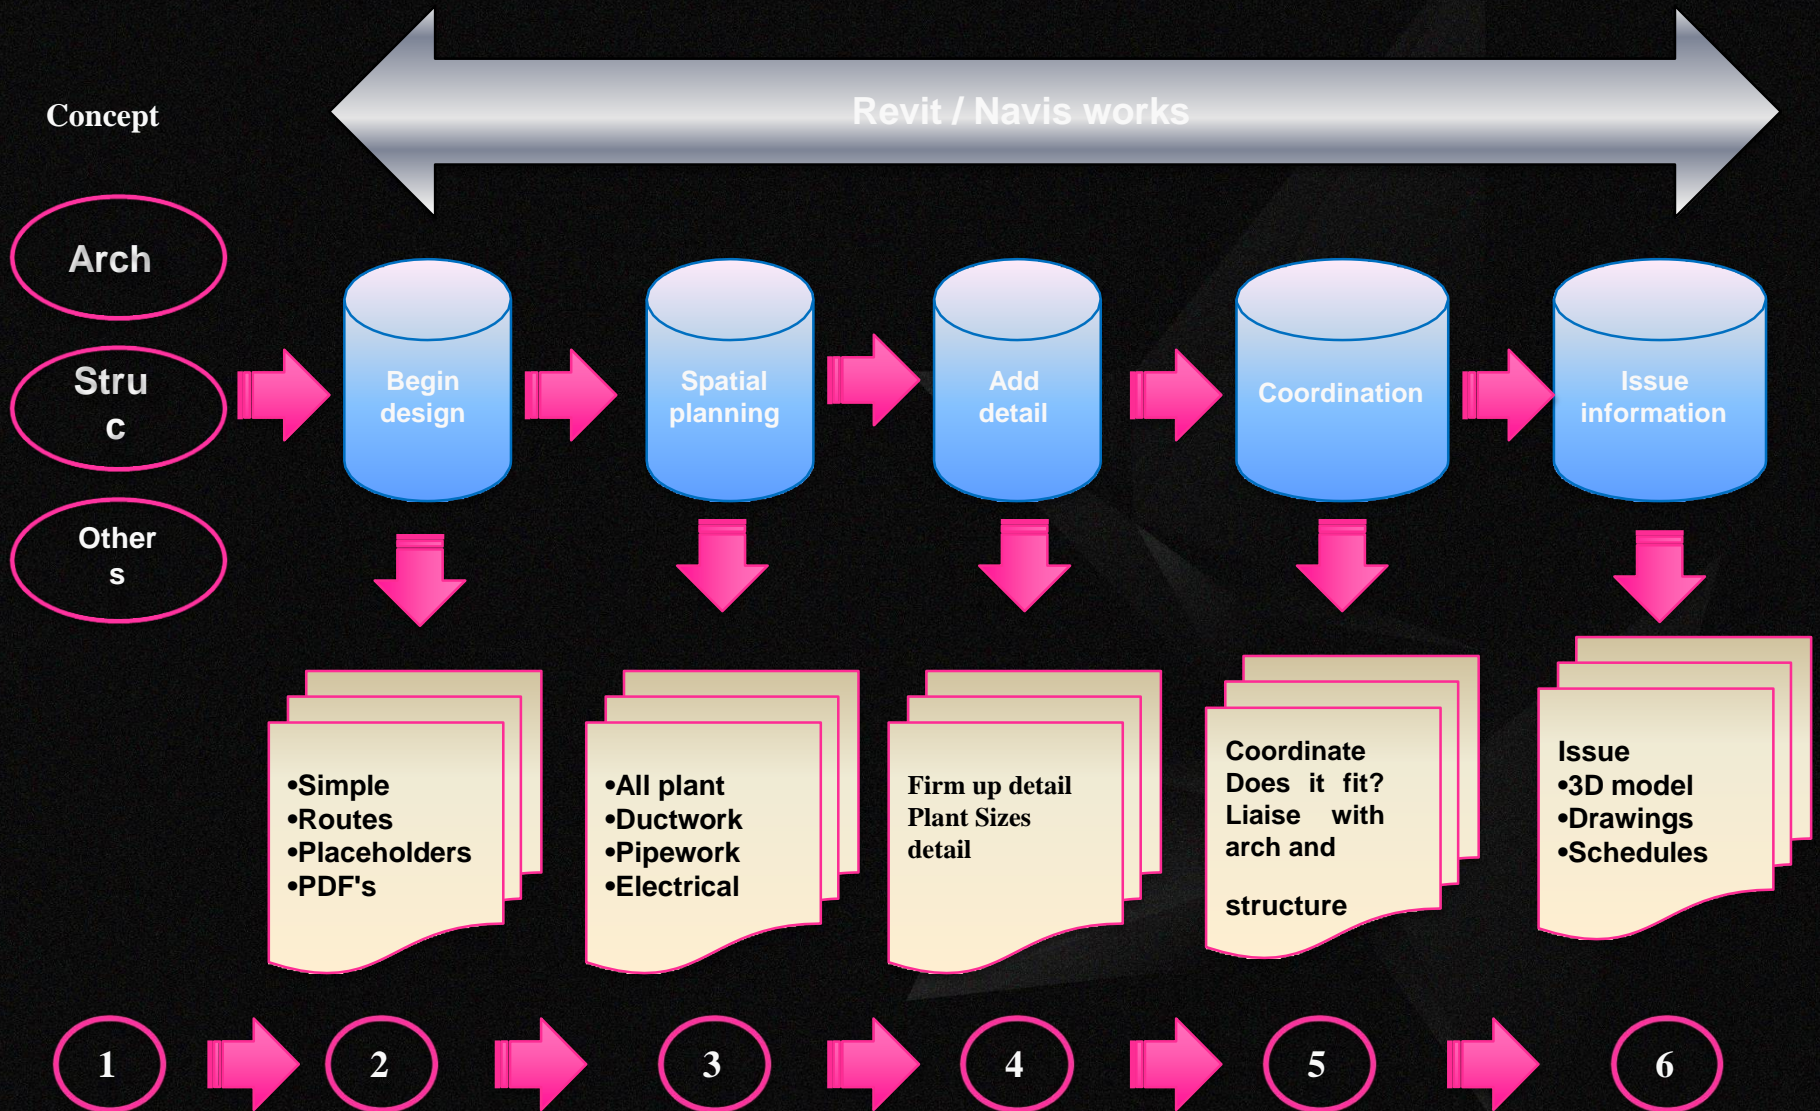 Revit / Navis works
Concept
Arch
Stru
c
Other
s
Begin
design
Spatial
planning
Add
detail
Coordination
Issue
information
•Simple
•Routes
•Placeholders
•PDF's
•All plant
•Ductwork
•Pipework
•Electrical
Firm up detail
Plant Sizes
detail
Coordinate
Does it fit?
Liaise with
arch and
structure
Issue
•3D model
•Drawings
•Schedules
1
2
3
4
5
6